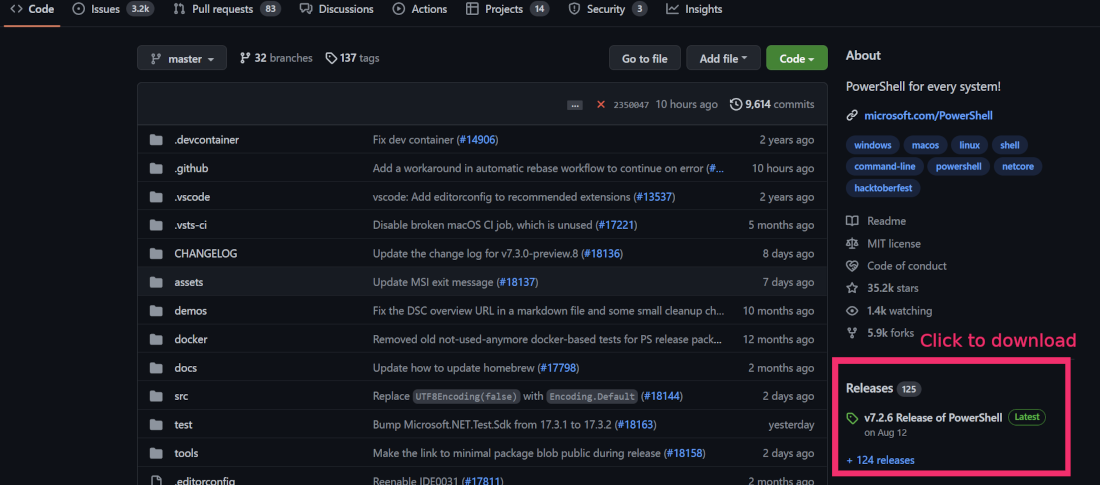 Code Issues 3.2k Pull requests 83 Discussions Actions Projects 14 Security 3 Insights
master 32 branches 137 tags Go to file Add file Code
... 2350047 10 hours ago 9,614 commits
.devcontainer Fix dev container (#14906) 2 years ago
.github Add a workaround in automatic rebase workflow to continue on error (#... 10 hours ago
.vscode vscode: Add editorconfig to recommended extensions (#13537) 2 years ago
.vsts-ci Disable broken macOS CI job, which is unused (#17221) 5 months ago
CHANGELOG Update the change log for v7.3.0-preview.8 (#18136) 8 days ago
assets Update MSI exit message (#18137) 7 days ago
demos Fix the DSC overview URL in a markdown file and some small cleanup ch... 10 months ago
docker Removed old not-used-anymore docker-based tests for PS release pack... 12 months ago
docs Update how to update homebrew (#17798) 2 months ago
src Replace UTF8Encoding(false) with Encoding.Default (#18144) 2 days ago
test Bump Microsoft.NET.Test.Sdk from 17.3.1 to 17.3.2 (#18163) yesterday
tools Make the link to minimal package blob public during release (#18158) 2 days ago
.editorconfig Reenable IDE0031 (#17811) 2 months ago
About
PowerShell for every system!
microsoft.com/PowerShell
windows macos linux shell
command-line powershell netcore
hacktoberfest
Readme
MIT license
Code of conduct
35.2k stars
1.4k watching
5.9k forks
Click to download
Releases 125
v7.2.6 Release of PowerShell Latest
on Aug 12
+ 124 releases